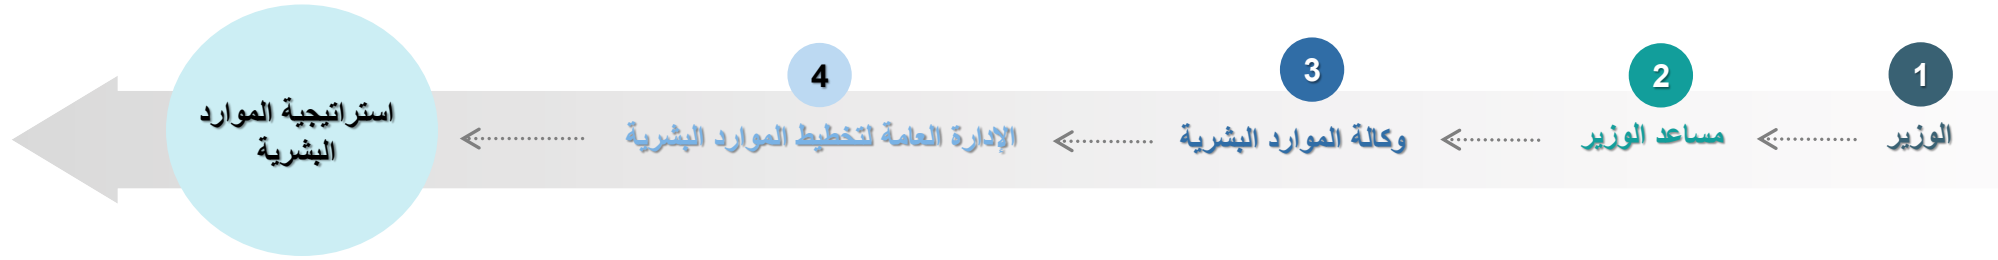 1
الوزير
2
مساعد الوزير
3
وكالة الموارد البشرية
4
الإدارة العامة لتخطيط الموارد البشرية
استراتيجية الموارد
البشرية